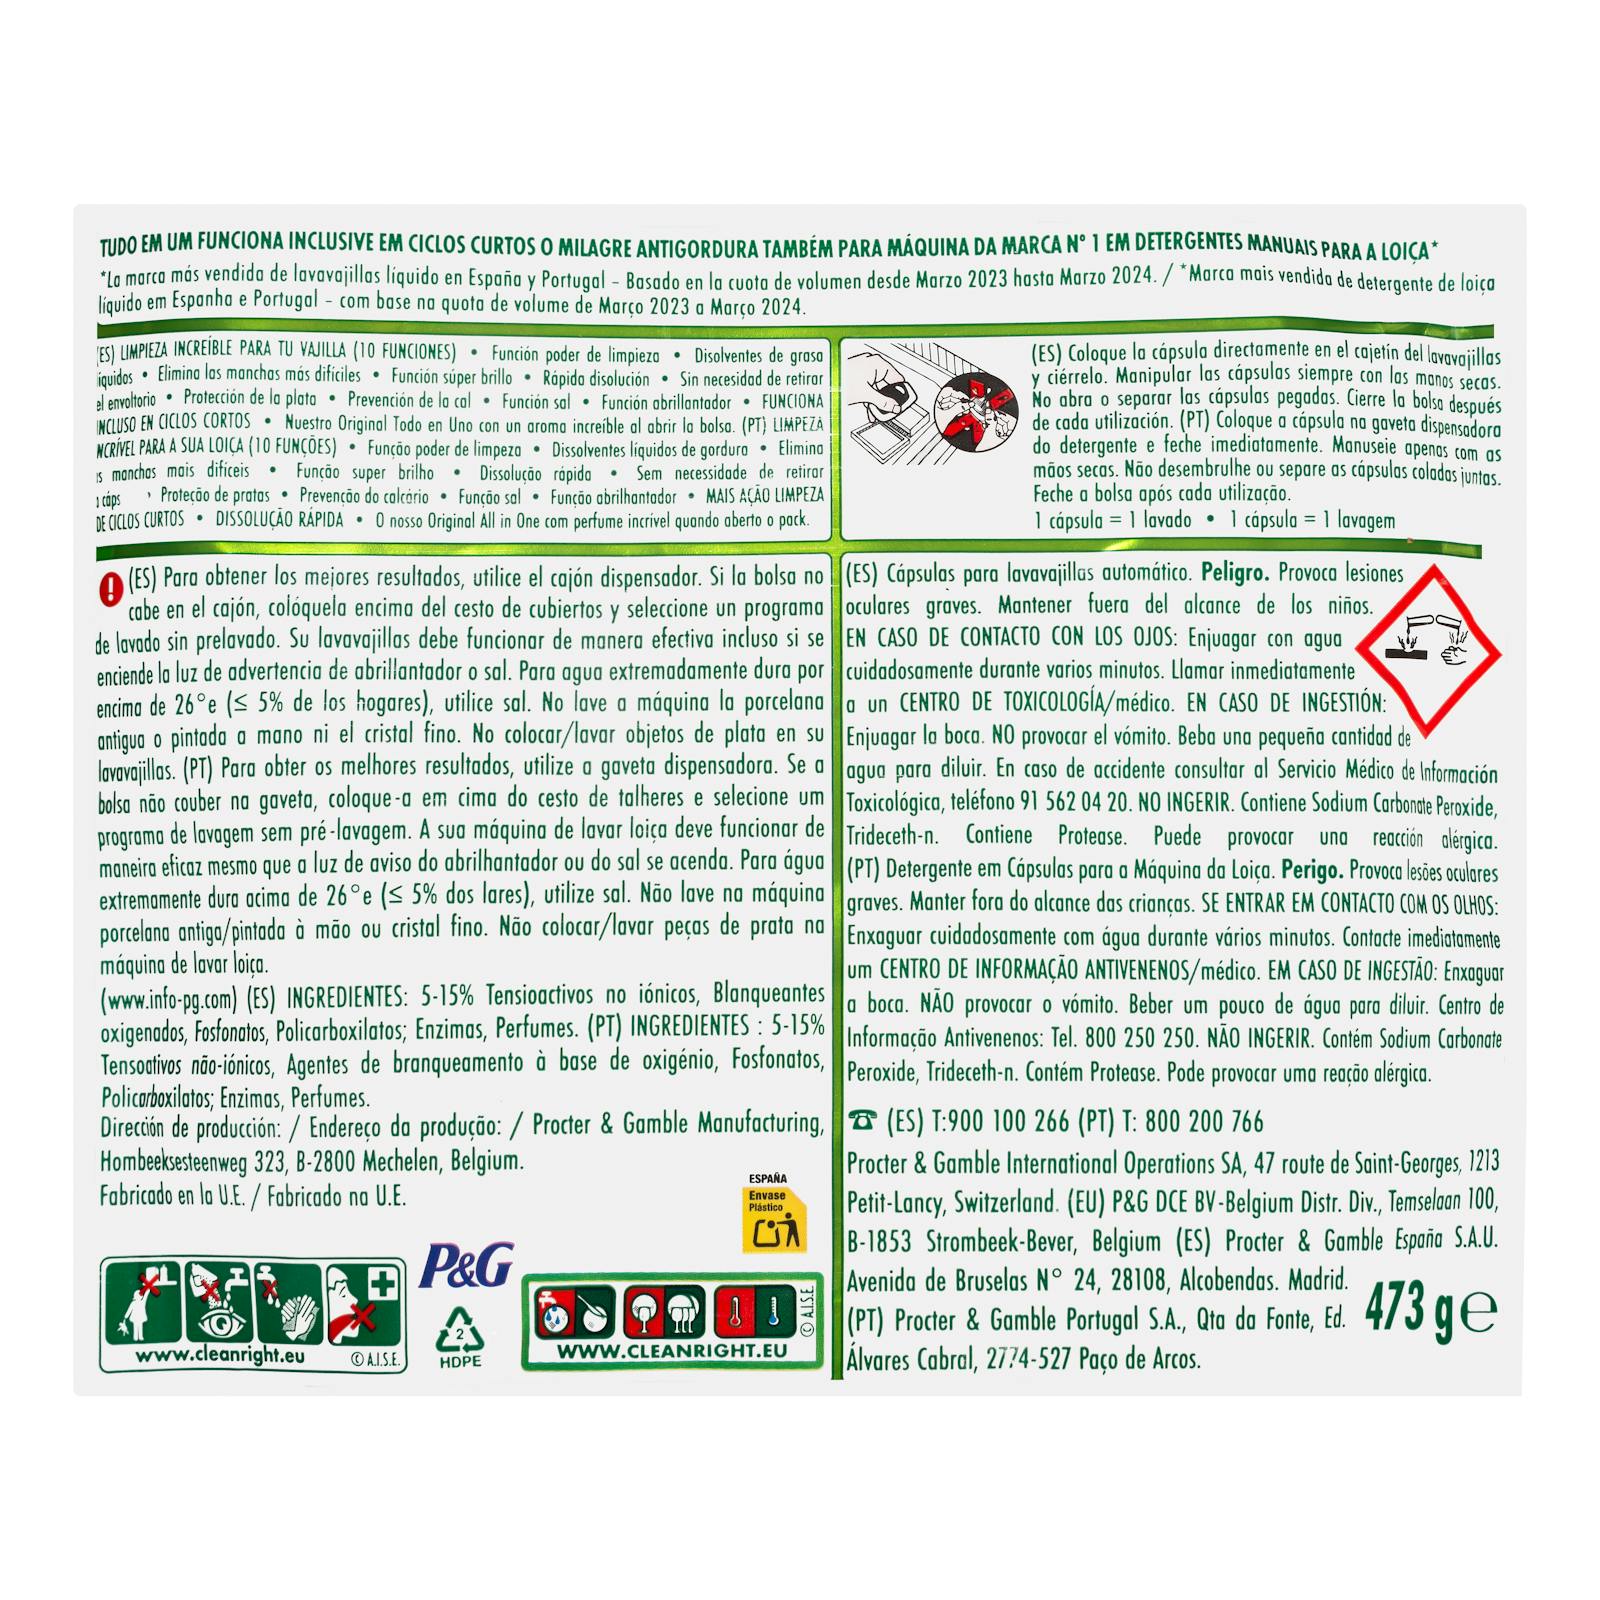 TUDO EM UM FUNCIONA INCLUSIVE EM CICLOS CURTOS O MILAGRE ANTIGORDURA TAMBÉM PARA MÁQUINA DA MARCA Nº 1 EM DETERGENTES MANUAIS PARA A LOIÇA*
*La marca más vendida de lavavajillas líquido en España y Portugal – Basado en la cuota de volumen desde Marzo 2023 hasta Marzo 2024. / *Marca mais vendida de detergente de loiça
líquido em Espanha e Portugal – com base na quota de volume de Março 2023 a Março 2024.
(ES) LIMPIEZA INCREÍBLE PARA TU VAJILLA (10 FUNCIONES) • Función poder de limpieza • Disolventes de grasa
líquidos • Elimina las manchas más difíciles • Función súper brillo • Rápida disolución • Sin necesidad de retirar
el envoltorio • Protección de la plata • Prevención de la cal • Función sal • Función abrillantador • FUNCIONA
INCLUSO EN CICLOS CORTOS • Nuestro Original Todo en Uno con un aroma increíble al abrir la bolsa. (PT) LIMPEZA
INCRÍVEL PARA A SUA LOIÇA (10 FUNÇÕES) • Função poder de limpeza • Dissolventes líquidos de gordura • Elimina
as manchas mais difíceis • Função super brilho • Dissolução rápida • Sem necessidade de retirar
a cáps • Proteção de pratas • Prevenção do calcário • Função sal • Função abrilhantador • MAIS AÇÃO LIMPEZA
DE CICLOS CURTOS • DISSOLUÇÃO RÁPIDA • O nosso Original All in One com perfume incrível quando aberto o pack.
(ES) Coloque la cápsula directamente en el cajetín del lavavajillas
y ciérrelo. Manipular las cápsulas siempre con las manos secas.
No abra o separar las cápsulas pegadas. Cierre la bolsa después
de cada utilización. (PT) Coloque a cápsula na gaveta dispensadora
do detergente e feche imediatamente. Manuseie apenas com as
mãos secas. Não desembrulhe ou separe as cápsulas coladas juntas.
Feche a bolsa após cada utilização.
1 cápsula = 1 lavado • 1 cápsula = 1 lavagem
(ES) Para obtener los mejores resultados, utilice el cajón dispensador. Si la bolsa no
cabe en el cajón, colóquela encima del cesto de cubiertos y seleccione un programa
de lavado sin prelavado. Su lavavajillas debe funcionar de manera efectiva incluso si se
enciende la luz de advertencia de abrillantador o sal. Para agua extremadamente dura por
encima de 26°e (≤ 5% de los hogares), utilice sal. No lave a máquina la porcelana
antigua o pintada a mano ni el cristal fino. No colocar/lavar objetos de plata en su
lavavajillas. (PT) Para obter os melhores resultados, utilize a gaveta dispensadora. Se a
bolsa não couber na gaveta, coloque-a em cima do cesto de talheres e selecione um
programa de lavagem sem pré-lavagem. A sua máquina de lavar loiça deve funcionar de
maneira eficaz mesmo que a luz de aviso do abrilhantador ou do sal se acenda. Para água
extremamente dura acima de 26°e (≤ 5% dos lares), utilize sal. Não lave na máquina
porcelana antiga/pintada à mão ou cristal fino. Não colocar/lavar peças de prata na
máquina de lavar loiça.
(www.info-pg.com) (ES) INGREDIENTES: 5-15% Tensioactivos no iónicos, Blanqueantes
oxigenados, Fosfonatos, Policarboxilatos; Enzimas, Perfumes. (PT) INGREDIENTES : 5-15%
Tensoativos não-iónicos, Agentes de branqueamento à base de oxigénio, Fosfonatos,
Policarboxilatos; Enzimas, Perfumes.
Dirección de producción: / Endereço da produção: / Procter & Gamble Manufacturing,
Hombeeksesteenweg 323, B-2800 Mechelen, Belgium.
Fabricado en la U.E. / Fabricado na U.E.
ESPAÑA
Envase
Plástico
P&G
2
HDPE
www.cleanright.eu
© A.I.S.E.
WWW.CLEANRIGHT.EU
© A.I.S.E.
(ES) Cápsulas para lavavajillas automático. Peligro. Provoca lesiones
oculares graves. Mantener fuera del alcance de los niños.
EN CASO DE CONTACTO CON LOS OJOS: Enjuagar con agua
cuidadosamente durante varios minutos. Llamar inmediatamente
a un CENTRO DE TOXICOLOGÍA/médico. EN CASO DE INGESTIÓN:
Enjuagar la boca. NO provocar el vómito. Beba una pequeña cantidad de
agua para diluir. En caso de accidente consultar al Servicio Médico de Información
Toxicológica, teléfono 91 562 04 20. NO INGERIR. Contiene Sodium Carbonate Peroxide,
Trideceth-n. Contiene Protease. Puede provocar una reacción alérgica.
(PT) Detergente em Cápsulas para a Máquina da Loiça. Perigo. Provoca lesões oculares
graves. Manter fora do alcance das crianças. SE ENTRAR EM CONTACTO COM OS OLHOS:
Enxaguar cuidadosamente com água durante vários minutos. Contacte imediatamente
um CENTRO DE INFORMAÇÃO ANTIVENENOS/médico. EM CASO DE INGESTÃO: Enxaguar
a boca. NÃO provocar o vómito. Beber um pouco de água para diluir. Centro de
Informação Antivenenos: Tel. 800 250 250. NÃO INGERIR. Contém Sodium Carbonate
Peroxide, Trideceth-n. Contém Protease. Pode provocar uma reação alérgica.
(ES) T:900 100 266 (PT) T: 800 200 766
Procter & Gamble International Operations SA, 47 route de Saint-Georges, 1213
Petit-Lancy, Switzerland. (EU) P&G DCE BV-Belgium Distr. Div., Temselaan 100,
B-1853 Strombeek-Bever, Belgium (ES) Procter & Gamble España S.A.U.
Avenida de Bruselas N° 24, 28108, Alcobendas. Madrid.
(PT) Procter & Gamble Portugal S.A., Qta da Fonte, Ed.
Álvares Cabral, 2774-527 Paço de Arcos.
473 g e